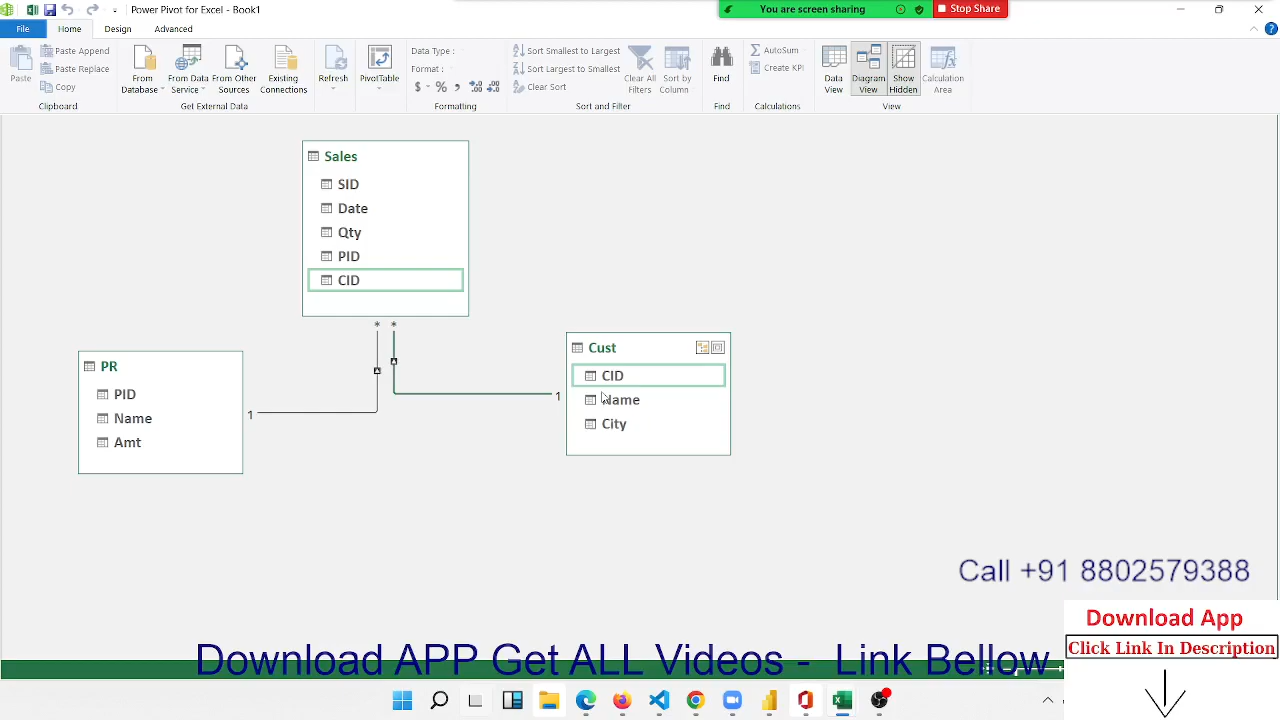 Power Pivot for Excel - Book1
You are screen sharing
Stop Share
File
Home
Design
Advanced
Paste
Paste Append
Paste Replace
Copy
Clipboard
From Database
From Data Service
From Other Sources
Existing Connections
Get External Data
Refresh
PivotTable
Data Type :
Format :
$ - % ,
Formatting
Sort Smallest to Largest
Sort Largest to Smallest
Clear Sort
Clear All Filters
Sort by Column
Sort and Filter
Find
Find
AutoSum
Create KPI
Calculations
Data View
Diagram View
Show Hidden
Calculation Area
View
Sales
SID
Date
Qty
PID
CID
* *
PR
PID
Name
Amt
1
1
Cust
CID
Name
City
Call +91 8802579388
Download App
Click Link In Description
Download APP Get ALL Videos - Link Bellow